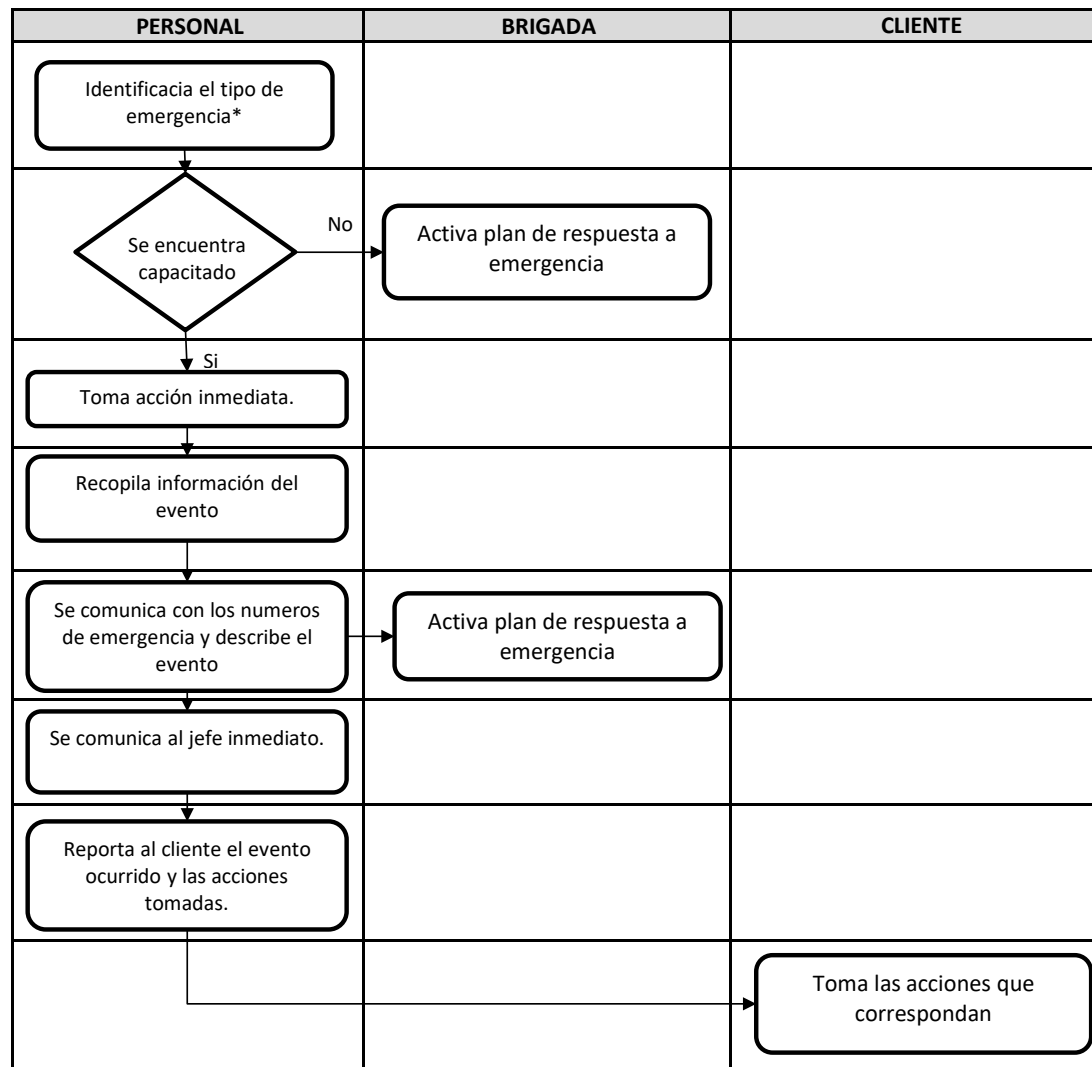 PERSONAL
BRIGADA
CLIENTE
Identificacia el tipo de
emergencia*
Se encuentra
capacitado
No
Activa plan de respuesta a
emergencia
Si
Toma acción inmediata.
Recopila información del
evento
Se comunica con los numeros
de emergencia y describe el
evento
Activa plan de respuesta a
emergencia
Se comunica al jefe inmediato.
Reporta al cliente el evento
ocurrido y las acciones
tomadas.
Toma las acciones que
correspondan